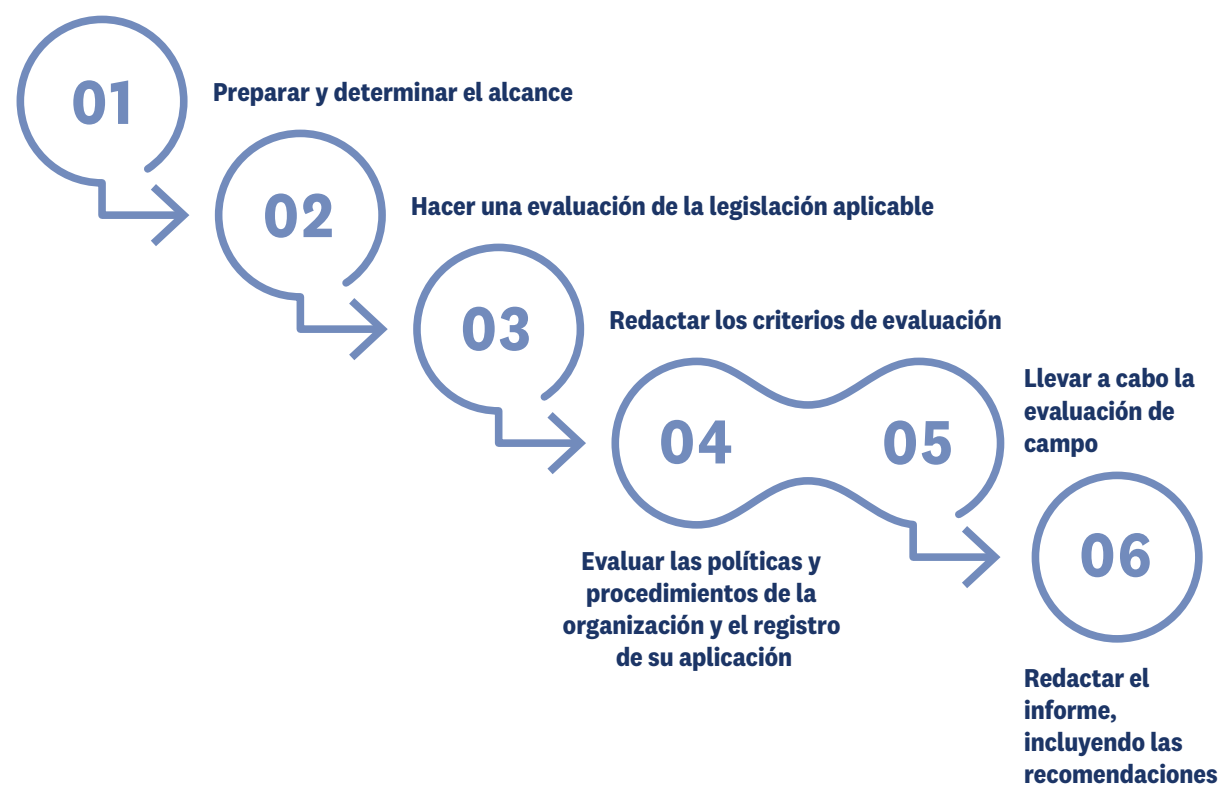 01
Preparar y determinar el alcance
02
Hacer una evaluación de la legislación aplicable
03
Redactar los criterios de evaluación
04
Evaluar las políticas y
procedimientos de la
organización y el registro
de su aplicación
05
Llevar a cabo la
evaluación de
campo
06
Redactar el
informe,
incluyendo las
recomendaciones